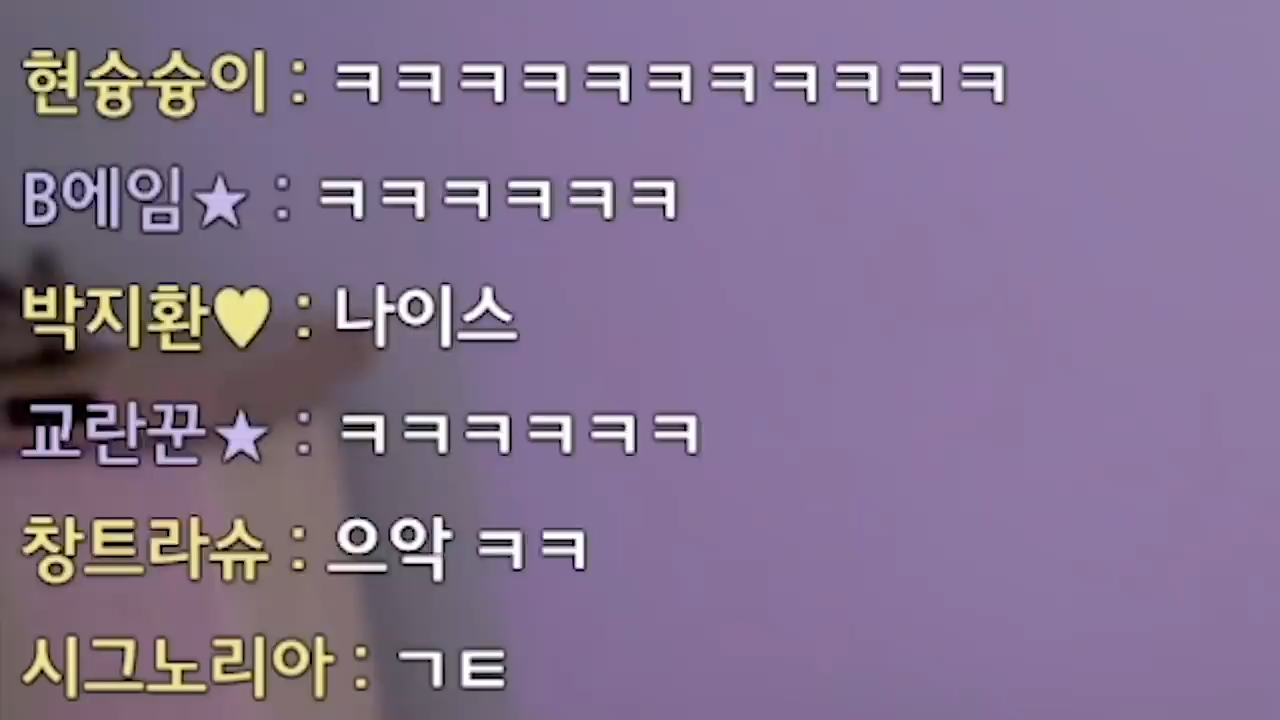 현슝슝이 : ㅋㅋㅋㅋㅋㅋㅋㅋㅋㅋㅋ
B에임★ : ㅋㅋㅋㅋㅋㅋ
박지환♥ : 나이스
교란꾼★ : ㅋㅋㅋㅋㅋㅋ
창트라슈 : 으악 ㅋㅋ
시그노리아 : ㄱㅌ